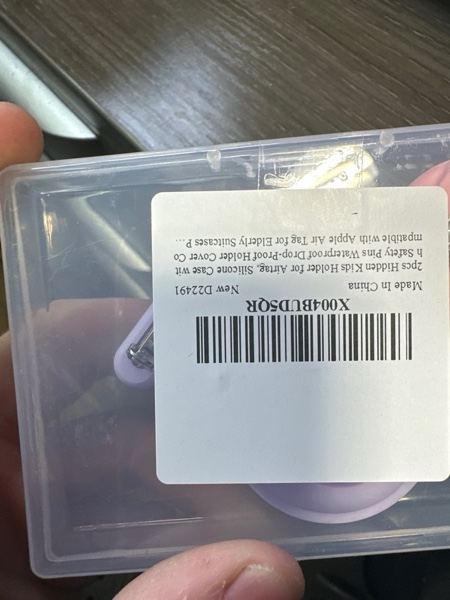 X004BUD5QR
New D22491
Made In China
2pcs Hidden Kids Holder for Airtag, Silicone Case wit
h Safety Pins Waterproof Drop-Proof Holder Cover Co
mpatible with Apple Air Tag for Elderly Suitcases P...